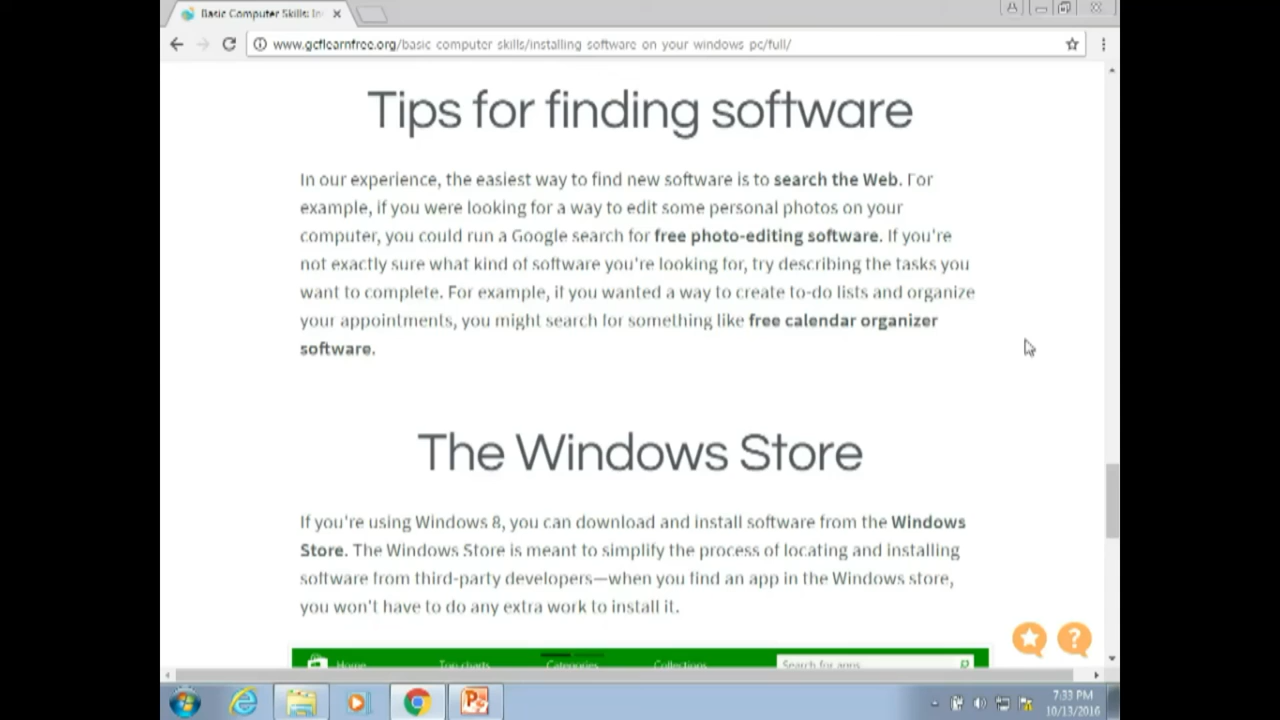 Basic Computer Skills: In
www.gcflearnfree.org/basic computer skills/installing software on your windows pc/full/
Tips for finding software
In our experience, the easiest way to find new software is to search the Web. For
example, if you were looking for a way to edit some personal photos on your
computer, you could run a Google search for free photo-editing software. If you're
not exactly sure what kind of software you're looking for, try describing the tasks you
want to complete. For example, if you wanted a way to create to-do lists and organize
your appointments, you might search for something like free calendar organizer
software.
The Windows Store
If you're using Windows 8, you can download and install software from the Windows
Store. The Windows Store is meant to simplify the process of locating and installing
software from third-party developers—when you find an app in the Windows store,
you won't have to do any extra work to install it.
Home Top charts Categories Collections Search for apps
7:33 PM
10/13/2016